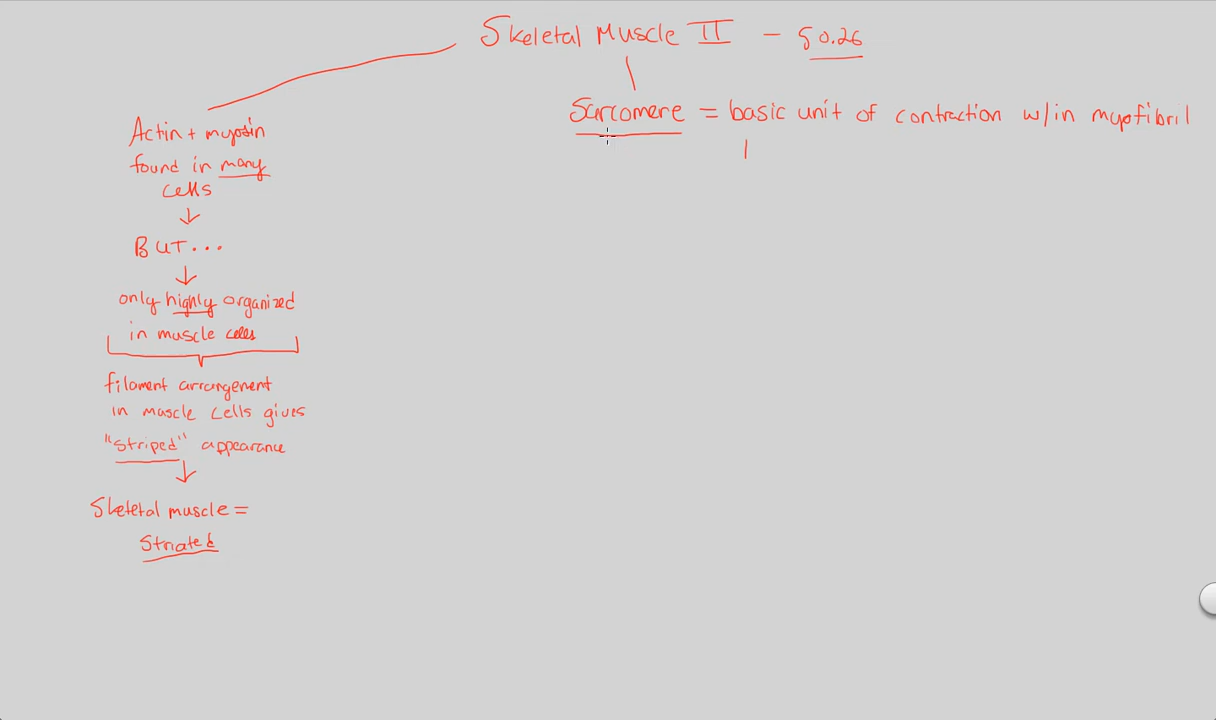 Skeletal Muscle II - 50.26
Sarcomere = basic unit of contraction w/in myofibril
Actin + myosin
found in many
cells
BUT...
only highly organized
in muscle cells
filament arrangement
in muscle cells gives
"striped" appearance
Skeletal muscle =
Striated